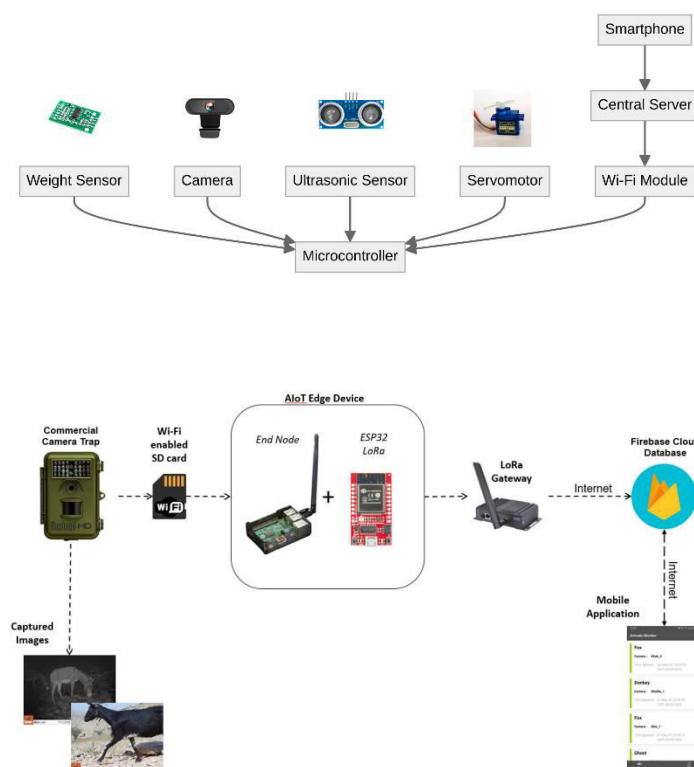 Smartphone
Central Server
Weight Sensor
Camera
Ultrasonic Sensor
Servomotor
Wi-Fi Module
Microcontroller
AIoT Edge Device
Commercial
Camera Trap
Wi-Fi
enabled
SD card
End Node
ESP32
LoRa
LoRa
Gateway
Firebase Cloud
Database
WiFi
Internet
Internet
Captured
Images
Mobile
Application
Fox
Donkey
Fox